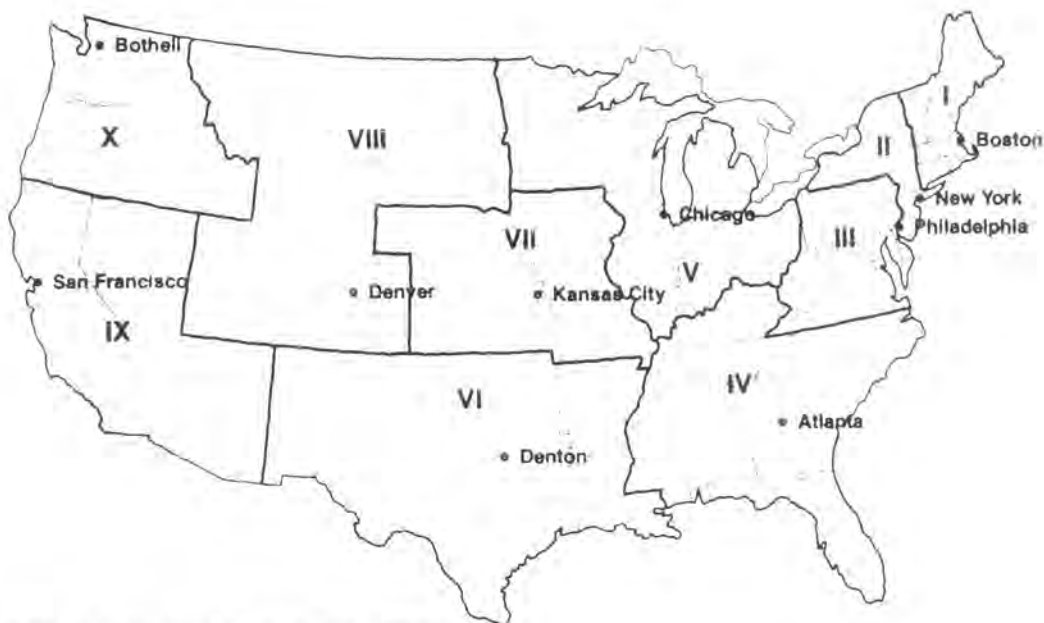 Bothell
X
VIII
I
II
Boston
New York
Chicago
VII
III
Philadelphia
V
San Francisco
Denver
Kansas City
IX
VI
IV
Atlanta
Denton